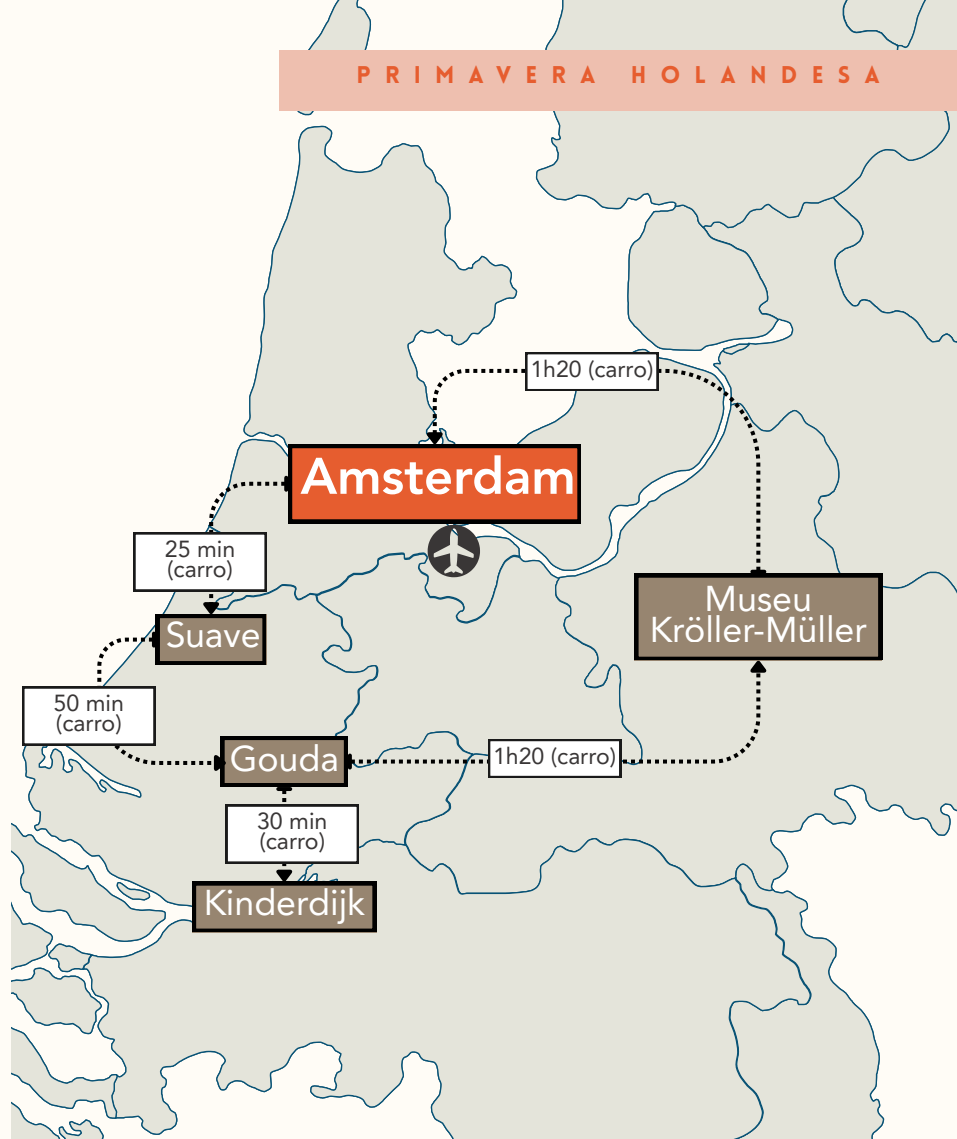 PRIMAVERA HOLANDESA
1h20 (carro)
Amsterdam
25 min
(carro)
Museu
Kröller-Müller
Suave
50 min
(carro)
Gouda
1h20 (carro)
30 min
(carro)
Kinderdijk